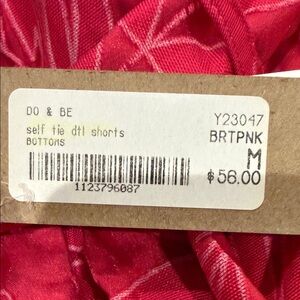 DO & BE
Y23047
self tie dtl shorts
BRTPNK
BOTTOMS
M
$56.00
1123796087